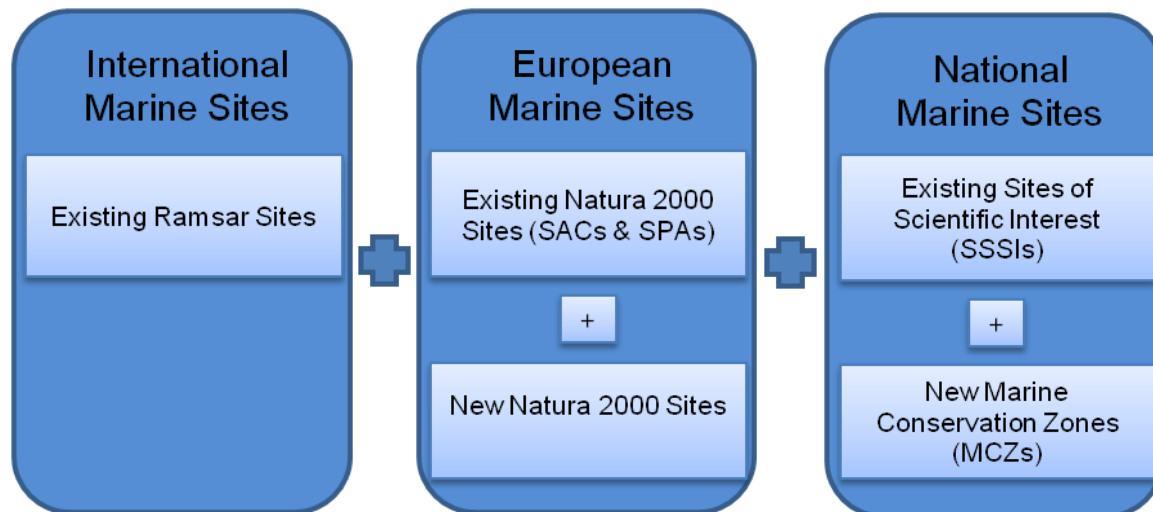 International
Marine Sites
Existing Ramsar Sites
European
Marine Sites
Existing Natura 2000
Sites (SACs & SPAs)
+
New Natura 2000 Sites
National
Marine Sites
Existing Sites of
Scientific Interest
(SSSIs)
+
New Marine
Conservation Zones
(MCZs)